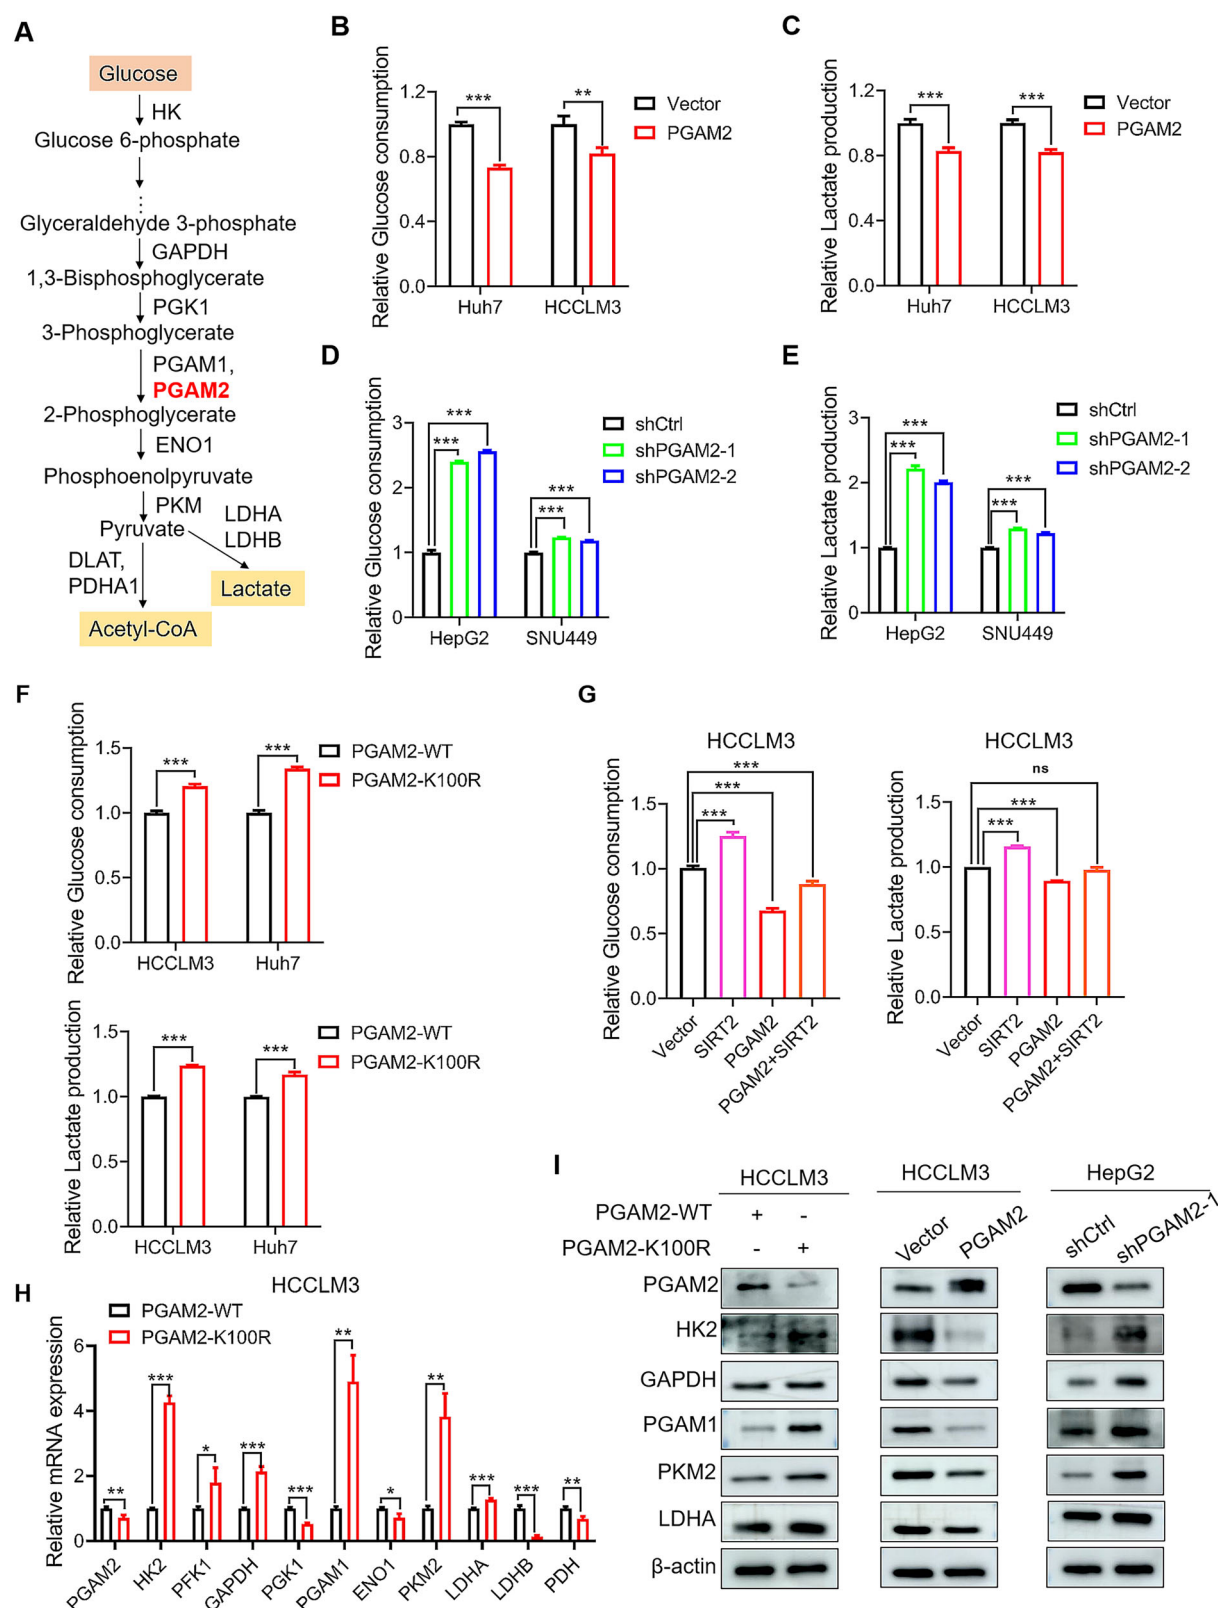 A
Glucose
HK
Glucose 6-phosphate
Glyceraldehyde 3-phosphate
GAPDH
1,3-Bisphosphoglycerate
PGK1
3-Phosphoglycerate
PGAM1,
PGAM2
2-Phosphoglycerate
ENO1
Phosphoenolpyruvate
PKM
Pyruvate
LDHA
LDHB
DLAT,
PDHA1
Lactate
Acetyl-CoA
B
Relative Glucose consumption
1.2
0.8
0.4
0.0
***
**
Huh7 HCCLM3
Vector
PGAM2
C
Relative Lactate production
1.2
0.8
0.4
0.0
***
***
Huh7 HCCLM3
Vector
PGAM2
D
Relative Glucose consumption
3
2
1
0
***
***
***
***
HepG2 SNU449
shCtrl
shPGAM2-1
shPGAM2-2
E
Relative Lactate production
3
2
1
0
***
***
***
***
HepG2 SNU449
shCtrl
shPGAM2-1
shPGAM2-2
F
Relative Glucose consumption
1.5
1.0
0.5
0.0
***
***
HCCLM3 Huh7
PGAM2-WT
PGAM2-K100R
Relative Lactate production
1.5
1.0
0.5
0.0
***
***
HCCLM3 Huh7
PGAM2-WT
PGAM2-K100R
G
HCCLM3
Relative Glucose consumption
1.5
1.0
0.5
0.0
***
***
***
Vector
SIRT2
PGAM2
PGAM2+SIRT2
HCCLM3
Relative Lactate production
1.5
1.0
0.5
0.0
ns
***
***
Vector
SIRT2
PGAM2
PGAM2+SIRT2
H
HCCLM3
PGAM2-WT
PGAM2-K100R
Relative mRNA expression
6
4
2
0
**
***
*
***
***
**
*
**
***
***
**
PGAM2
HK2
PFK1
GAPDH
PGK1
PGAM1
ENO1
PKM2
LDHA
LDHB
PDH
I
HCCLM3 HCCLM3 HepG2
PGAM2-WT + -
PGAM2-K100R - +
Vector PGAM2
shCtrl shPGAM2-1
PGAM2
HK2
GAPDH
PGAM1
PKM2
LDHA
β-actin